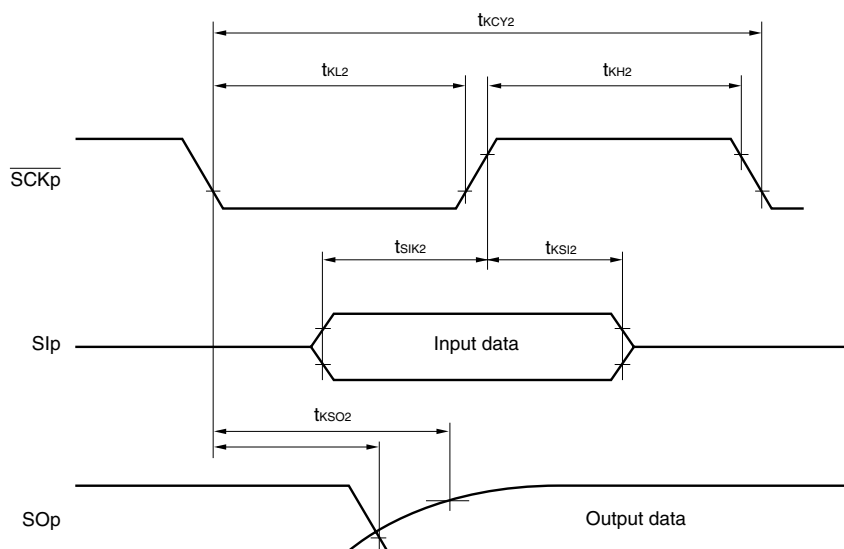 tKCY2
tKL2
tKH2
SCKp
tSIK2
tKSI2
SIp
Input data
tKSO2
SOp
Output data